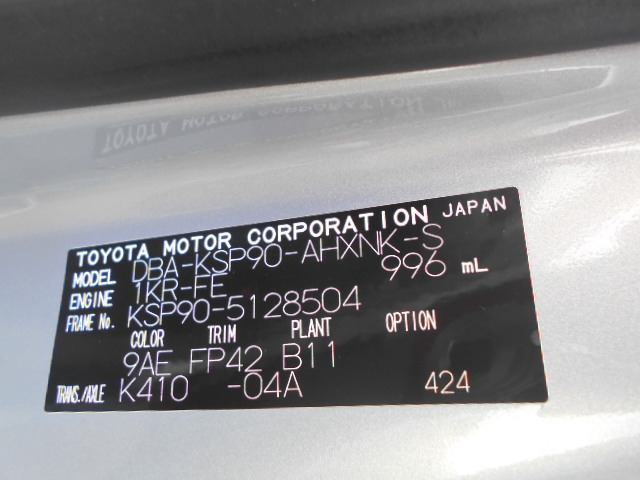 TOYOTA MOTOR CORPORATION JAPAN
MODEL DBA-KSP90-AHXNK-S
ENGINE 1KR-FE 996 mL
FRAME No. KSP90-5128504
COLOR TRIM PLANT OPTION
9AE FP42 B11
TRANS./AXLE K410 -04A 424